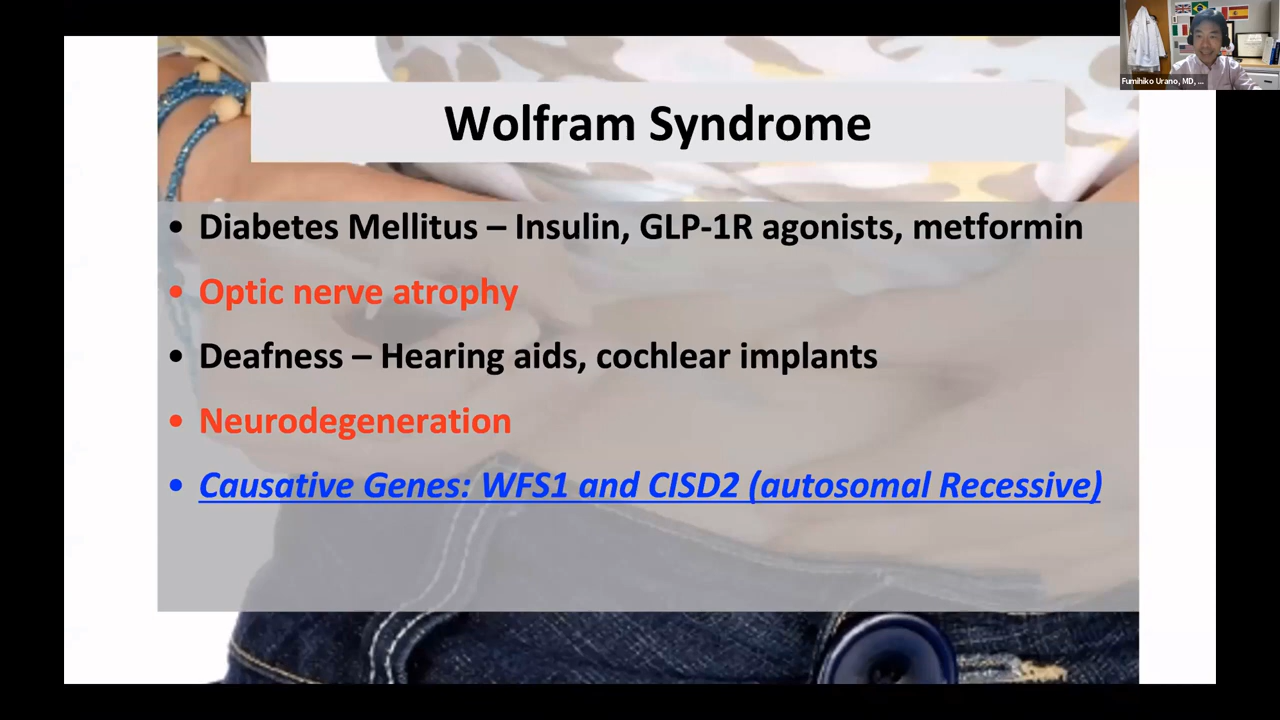 Fumihiko Urano, MD, ...
Wolfram Syndrome
• Diabetes Mellitus – Insulin, GLP-1R agonists, metformin
• Optic nerve atrophy
• Deafness – Hearing aids, cochlear implants
• Neurodegeneration
• Causative Genes: WFS1 and CISD2 (autosomal Recessive)